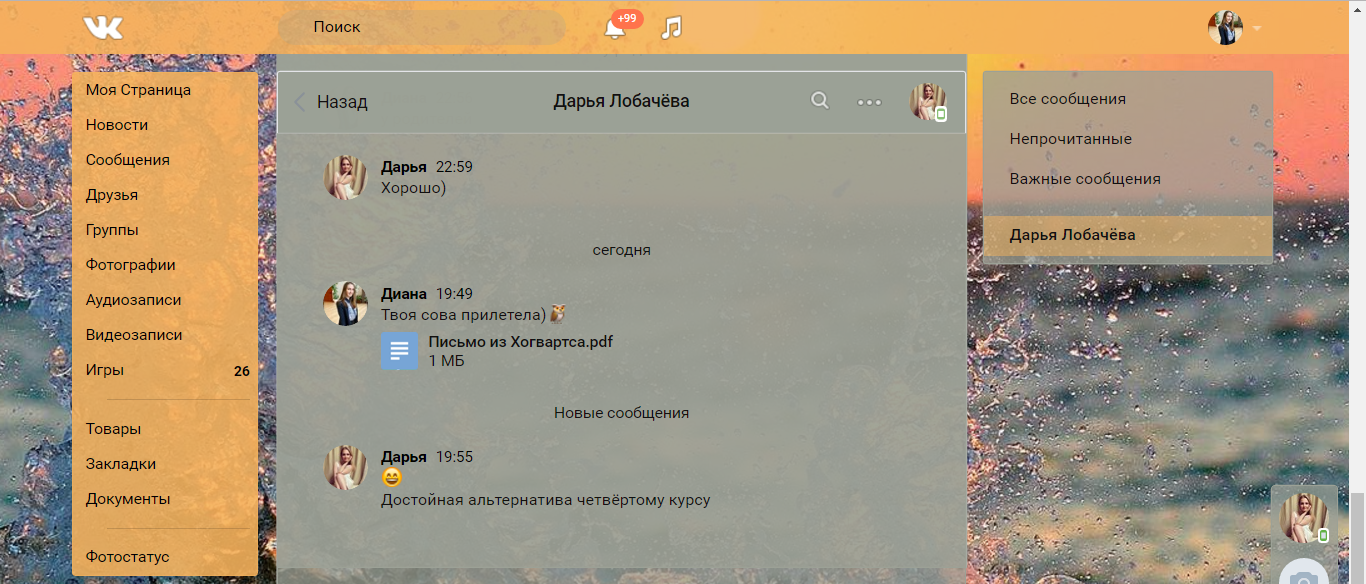 Поиск
+99
Моя Страница
Новости
Сообщения
Друзья
Группы
Фотографии
Аудиозаписи
Видеозаписи
Игры 26
Товары
Закладки
Документы
Фотостатус
Назад
Дарья Лобачёва
Дарья 22:59
Хорошо)
сегодня
Диана 19:49
Твоя сова прилетела)
Письмо из Хогвартса.pdf
1 МБ
Новые сообщения
Дарья 19:55
Достойная альтернатива четвёртому курсу
Все сообщения
Непрочитанные
Важные сообщения
Дарья Лобачёва